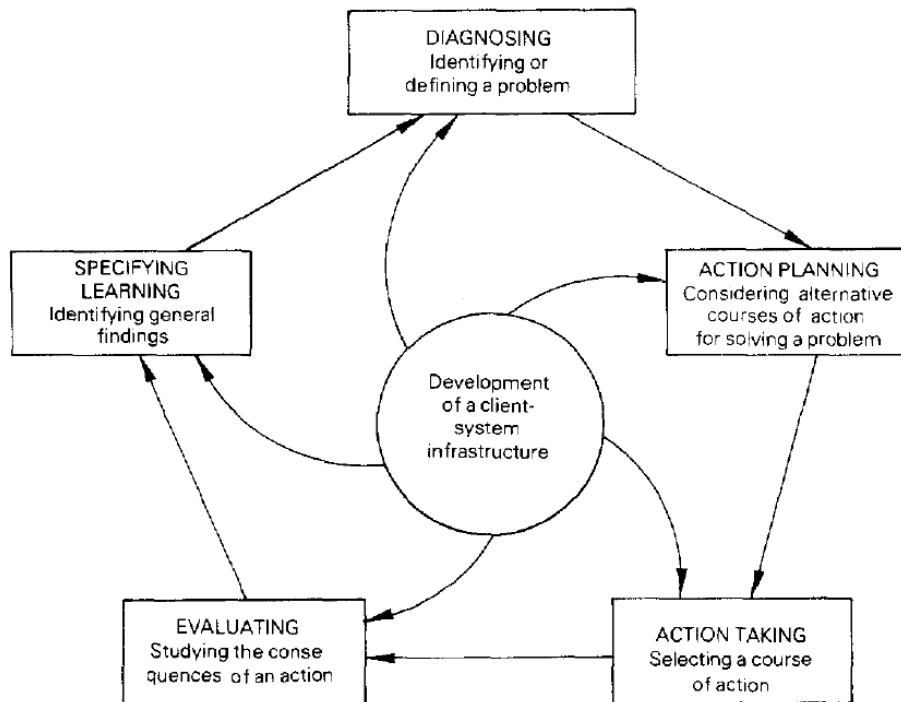 DIAGNOSING
Identifying or
defining a problem
SPECIFYING
LEARNING
Identifying general
findings
ACTION PLANNING
Considering alternative
courses of action
for solving a problem
Development
of a client-
system
infrastructure
EVALUATING
Studying the conse
quences of an action
ACTION TAKING
Selecting a course
of action